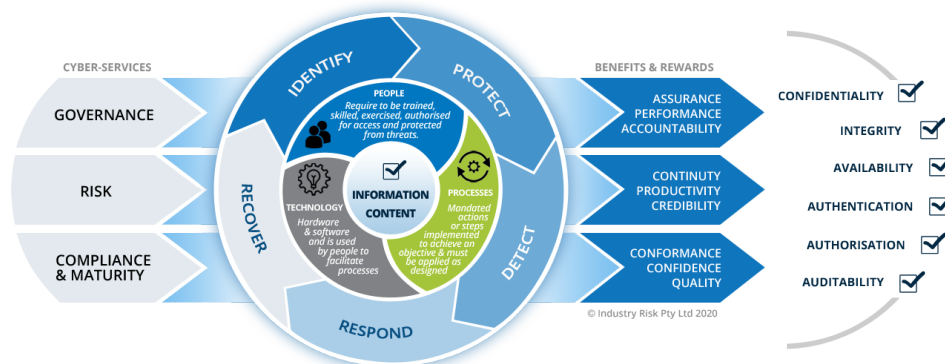 CYBER-SERVICES
GOVERNANCE
RISK
COMPLIANCE
& MATURITY
IDENTIFY
PROTECT
DETECT
RESPOND
RECOVER
PEOPLE
Require to be trained,
skilled, exercised, authorised
for access and protected
from threats.
TECHNOLOGY
Hardware
& software
and is used
by people to
facilitate
processes
INFORMATION
CONTENT
PROCESSES
Mandated
actions
or steps
implemented
to achieve an
objective & must
be applied as
designed
BENEFITS & REWARDS
ASSURANCE
PERFORMANCE
ACCOUNTABILITY
CONTINUTY
PRODUCTIVITY
CREDIBILITY
CONFORMANCE
CONFIDENCE
QUALITY
© Industry Risk Pty Ltd 2020
CONFIDENTIALITY
INTEGRITY
AVAILABILITY
AUTHENTICATION
AUTHORISATION
AUDITABILITY